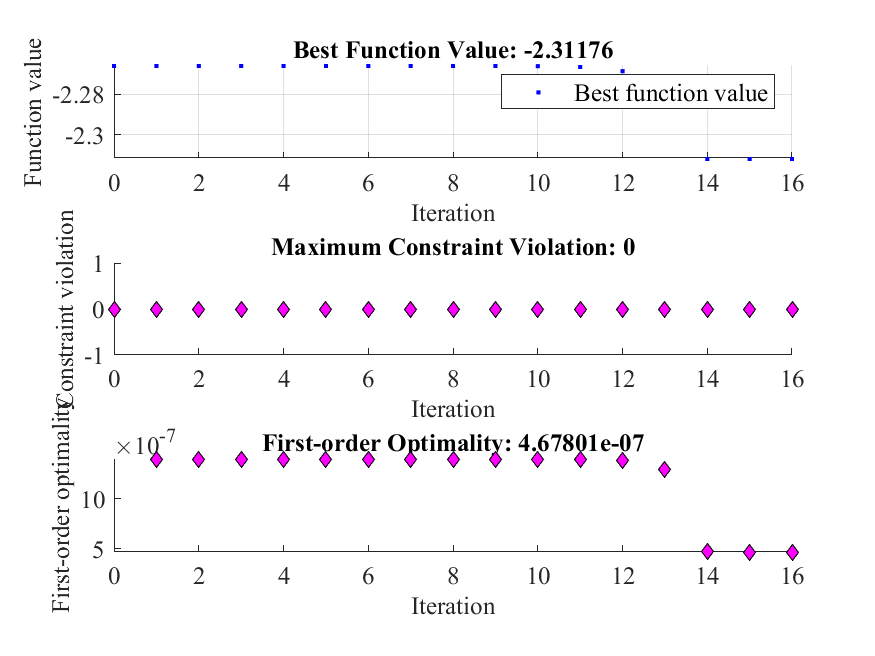 Best Function Value: -2.31176
Function value
-2.28
-2.3
Best function value
0 2 4 6 8 10 12 14 16
Iteration
Maximum Constraint Violation: 0
Constraint violation
1
0
-1
0 2 4 6 8 10 12 14 16
Iteration
First-order Optimality: 4.67801e-07
×10-7
First-order optimality
10
5
0 2 4 6 8 10 12 14 16
Iteration